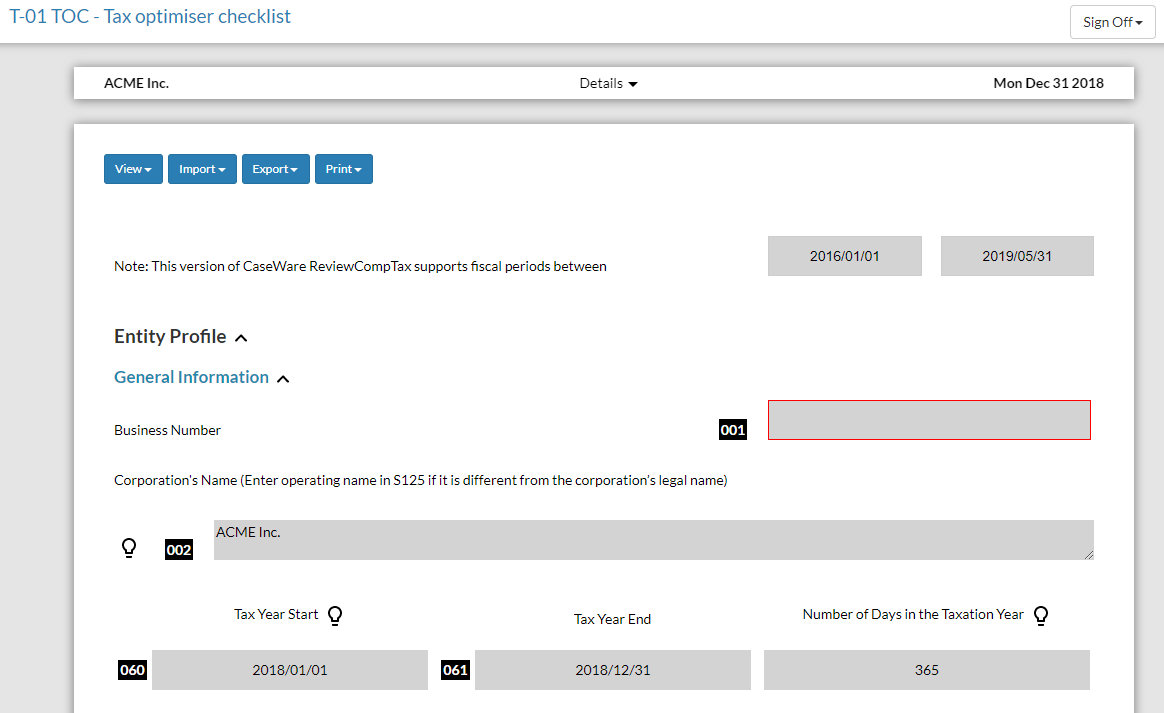 T-01 TOC - Tax optimiser checklist
Sign Off
ACME Inc. Details Mon Dec 31 2018
View Import Export Print
Note: This version of CaseWare ReviewCompTax supports fiscal periods between 2016/01/01 2019/05/31
Entity Profile
General Information
Business Number 001
Corporation's Name (Enter operating name in S125 if it is different from the corporation's legal name)
002 ACME Inc.
Tax Year Start Tax Year End Number of Days in the Taxation Year
060 2018/01/01 061 2018/12/31 365